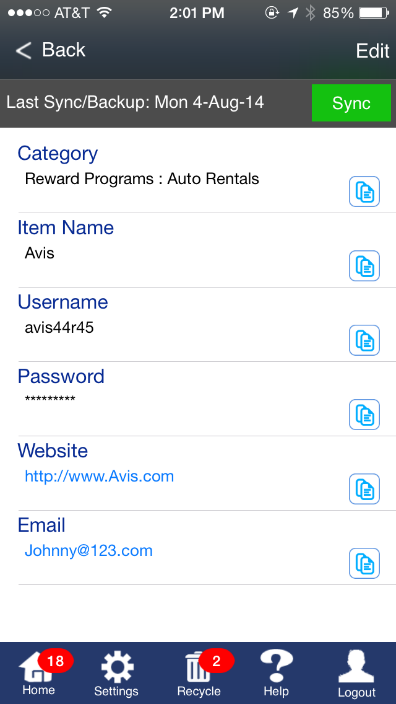 AT&T 2:01 PM 85%
Back Edit
Last Sync/Backup: Mon 4-Aug-14 Sync
Category
Reward Programs : Auto Rentals
Item Name
Avis
Username
avis44r45
Password
*********
Website
http://www.Avis.com
Email
Johnny@123.com
18 2
Home Settings Recycle Help Logout